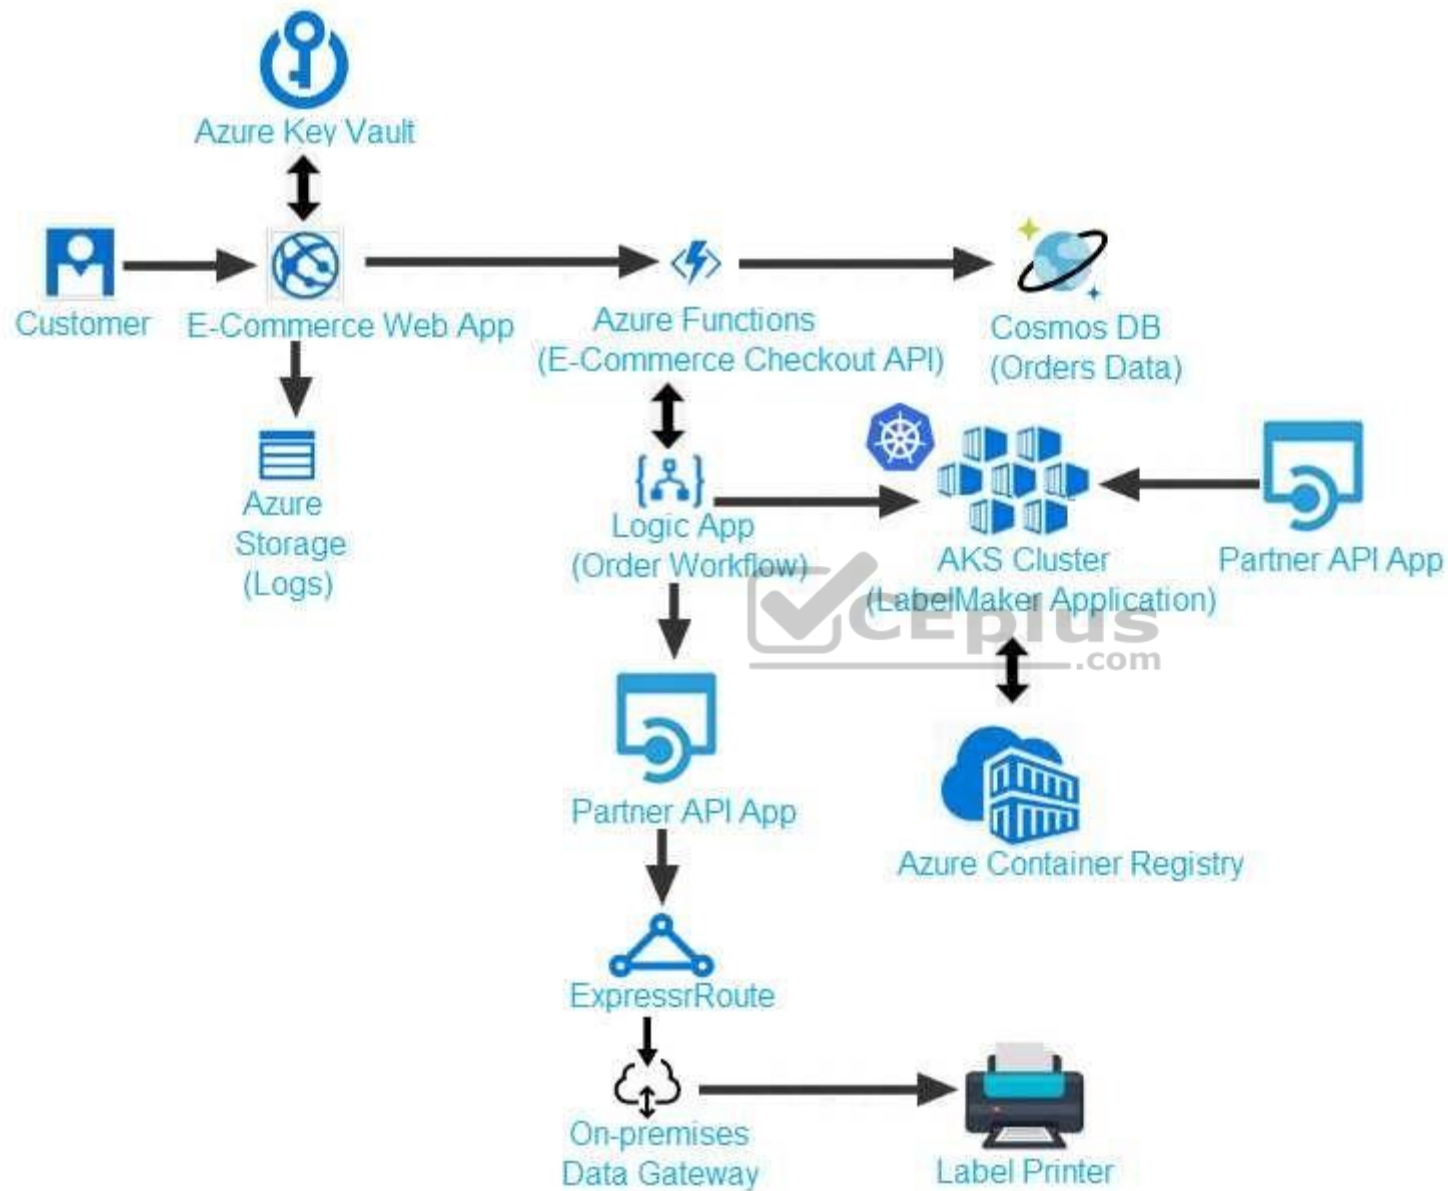 Azure Key Vault
Customer
E-Commerce Web App
Azure Functions
(E-Commerce Checkout API)
Cosmos DB
(Orders Data)
Azure
Storage
(Logs)
Logic App
(Order Workflow)
AKS Cluster
(LabelMaker Application)
Partner API App
CEplus
.com
Partner API App
Azure Container Registry
ExpressrRoute
On-premises
Data Gateway
Label Printer